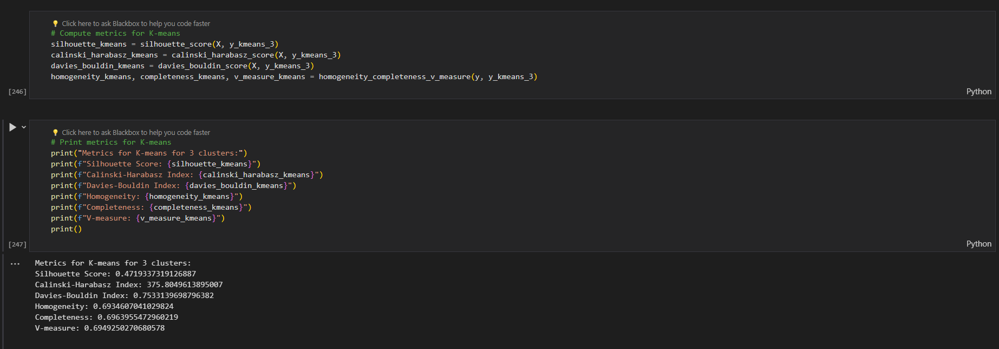 Click here to ask Blackbox to help you code faster
# Compute metrics for K-means
silhouette_kmeans = silhouette_score(X, y_kmeans_3)
calinski_harabasz_kmeans = calinski_harabasz_score(X, y_kmeans_3)
davies_bouldin_kmeans = davies_bouldin_score(X, y_kmeans_3)
homogeneity_kmeans, completeness_kmeans, v_measure_kmeans = homogeneity_completeness_v_measure(y, y_kmeans_3)
[246]
Python
Click here to ask Blackbox to help you code faster
# Print metrics for K-means
print("Metrics for K-means for 3 clusters:")
print(f"Silhouette Score: {silhouette_kmeans}")
print(f"Calinski-Harabasz Index: {calinski_harabasz_kmeans}")
print(f"Davies-Bouldin Index: {davies_bouldin_kmeans}")
print(f"Homogeneity: {homogeneity_kmeans}")
print(f"Completeness: {completeness_kmeans}")
print(f"V-measure: {v_measure_kmeans}")
print()
[247]
Python
Metrics for K-means for 3 clusters:
Silhouette Score: 0.4719337319126887
Calinski-Harabasz Index: 375.8049613895007
Davies-Bouldin Index: 0.7533139698796382
Homogeneity: 0.6934607041029824
Completeness: 0.6963955472960219
V-measure: 0.6949250270680578